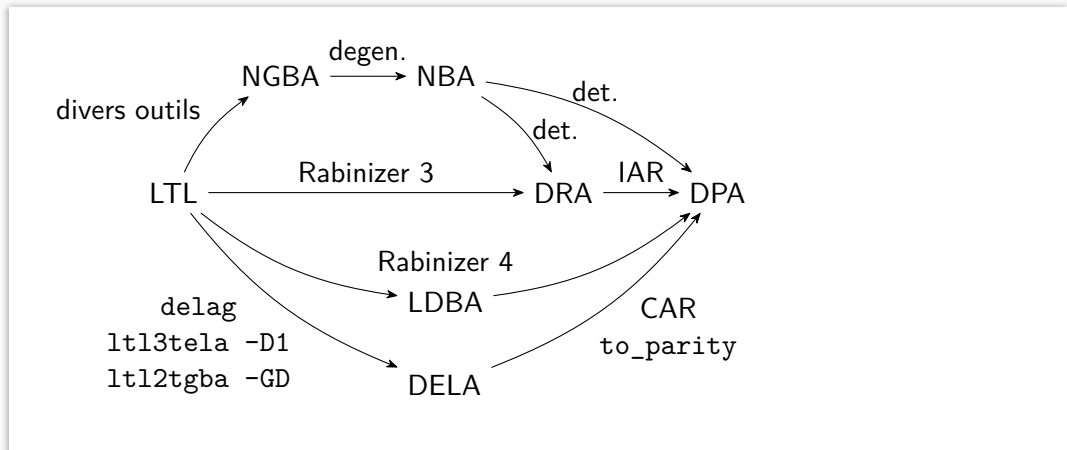 degen.
NGBA
NBA
det.
divers outils
det.
Rabinizer 3
IAR
LTL
DRA
DPA
Rabinizer 4
LDBA
delag
CAR
ltl3tela -D1
to_parity
ltl2tgba -GD
DELA